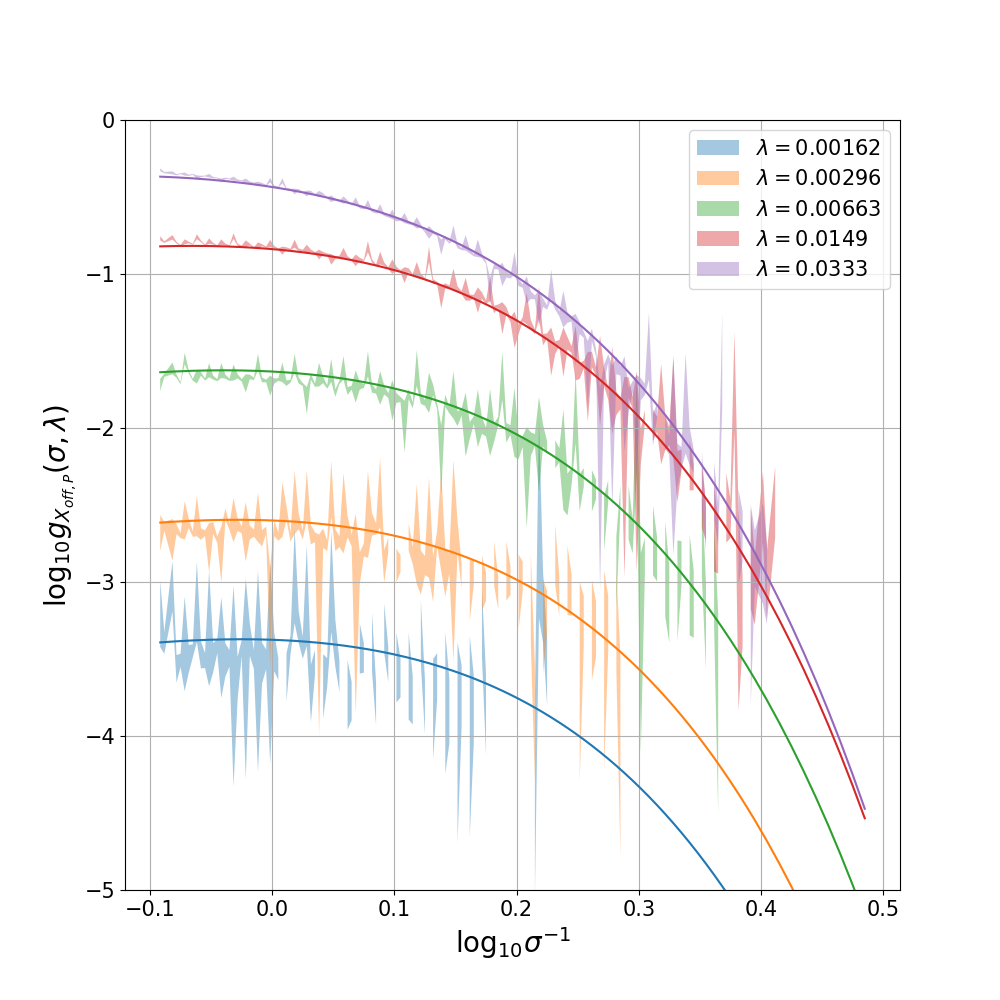 log₁₀g_{X_{off,P}}(σ, λ)
0
−1
−2
−3
−4
−5
λ = 0.00162
λ = 0.00296
λ = 0.00663
λ = 0.0149
λ = 0.0333
−0.1 0.0 0.1 0.2 0.3 0.4 0.5
log₁₀σ⁻¹